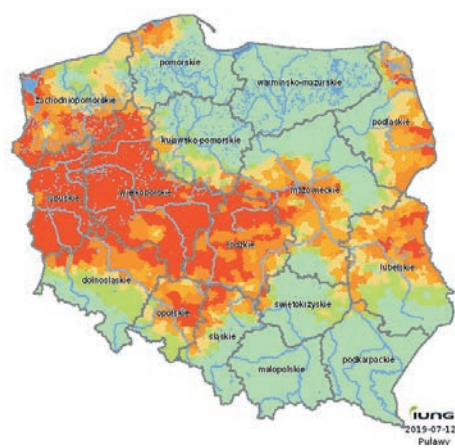 pomorskie
warmińsko-mazurskie
zachodniopomorskie
podlaskie
kujawsko-pomorskie
mazowieckie
lubuskie
wielkopolskie
łódzkie
lubelskie
dolnośląskie
opolskie
świętokrzyskie
śląskie
podkarpackie
małopolskie
IUNG
2019-07-12
Puławy